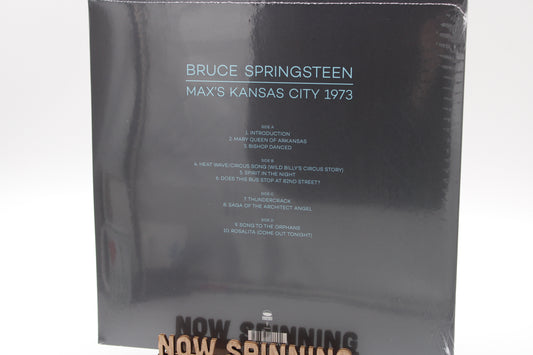 BRUCE SPRINGSTEEN
MAX'S KANSAS CITY 1973
SIDE A
1. INTRODUCTION
2. MARY QUEEN OF ARKANSAS
3. BISHOP DANCED
SIDE B
4. HEAT WAVE/CIRCUS SONG (WILD BILLY'S CIRCUS STORY)
5. SPIRIT IN THE NIGHT
6. DOES THIS BUS STOP AT 82ND STREET?
SIDE C
7. THUNDERCRACK
8. SAGA OF THE ARCHITECT ANGEL
SIDE D
9. SONG TO THE ORPHANS
10. ROSALITA (COME OUT TONIGHT)
NOW SPINNING
NOW SPINNING